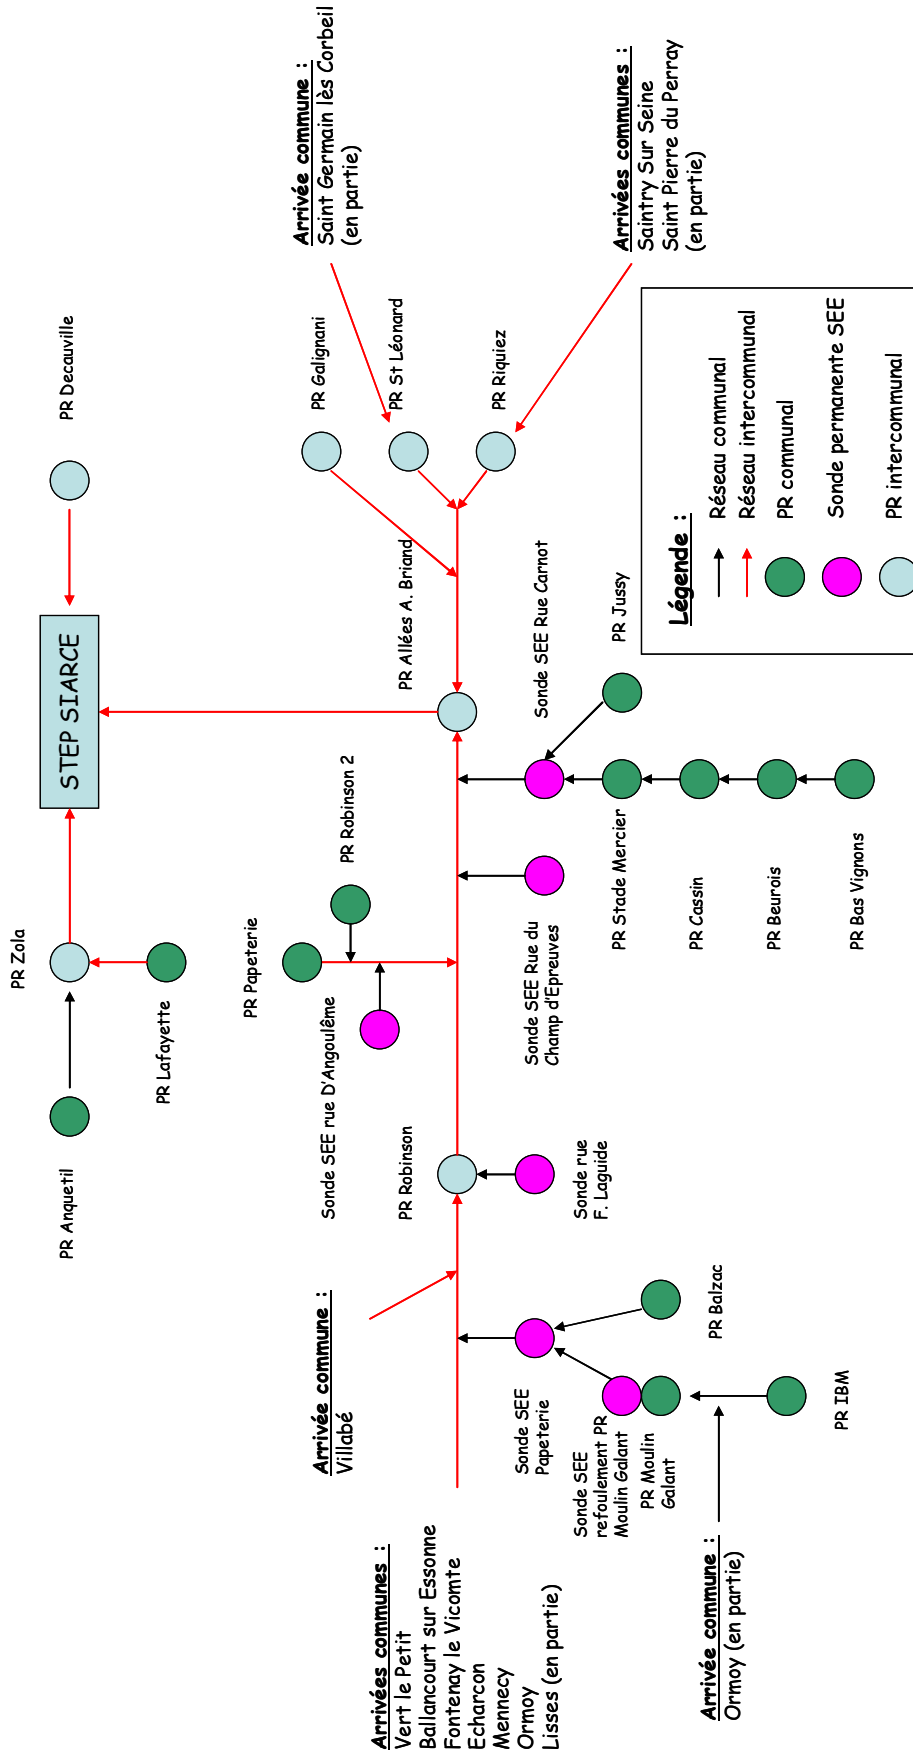 PR Zola
STEP SIARCE
PR Decauville
PR Anquetil
PR Lafayette
PR Papeterie
PR Robinson 2
Sonde SEE rue D'Angoulême
PR Robinson
PR Allées A. Briand
PR Galignani
PR St Léonard
PR Riquiez
Arrivée commune :
Saint Germain lès Corbeil
(en partie)
Arrivées communes :
Saintry Sur Seine
Saint Pierre du Perray
(en partie)
Arrivée commune :
Villabé
Arrivées communes :
Vert le Petit
Ballancourt sur Essonne
Fontenay le Vicomte
Echarcon
Mennecy
Ormoy
Lisses (en partie)
Sonde SEE
Papeterie
Sonde SEE
refoulement PR
Moulin Galant
PR Moulin
Galant
PR Balzac
PR IBM
Arrivée commune :
Ormoy (en partie)
Sonde rue
F. Laguide
Sonde SEE Rue du
Champ d'Epreuves
Sonde SEE Rue Carnot
PR Jussy
PR Stade Mercier
PR Cassin
PR Beurois
PR Bas Vignons
Légende :
Réseau communal
Réseau intercommunal
PR communal
Sonde permanente SEE
PR intercommunal